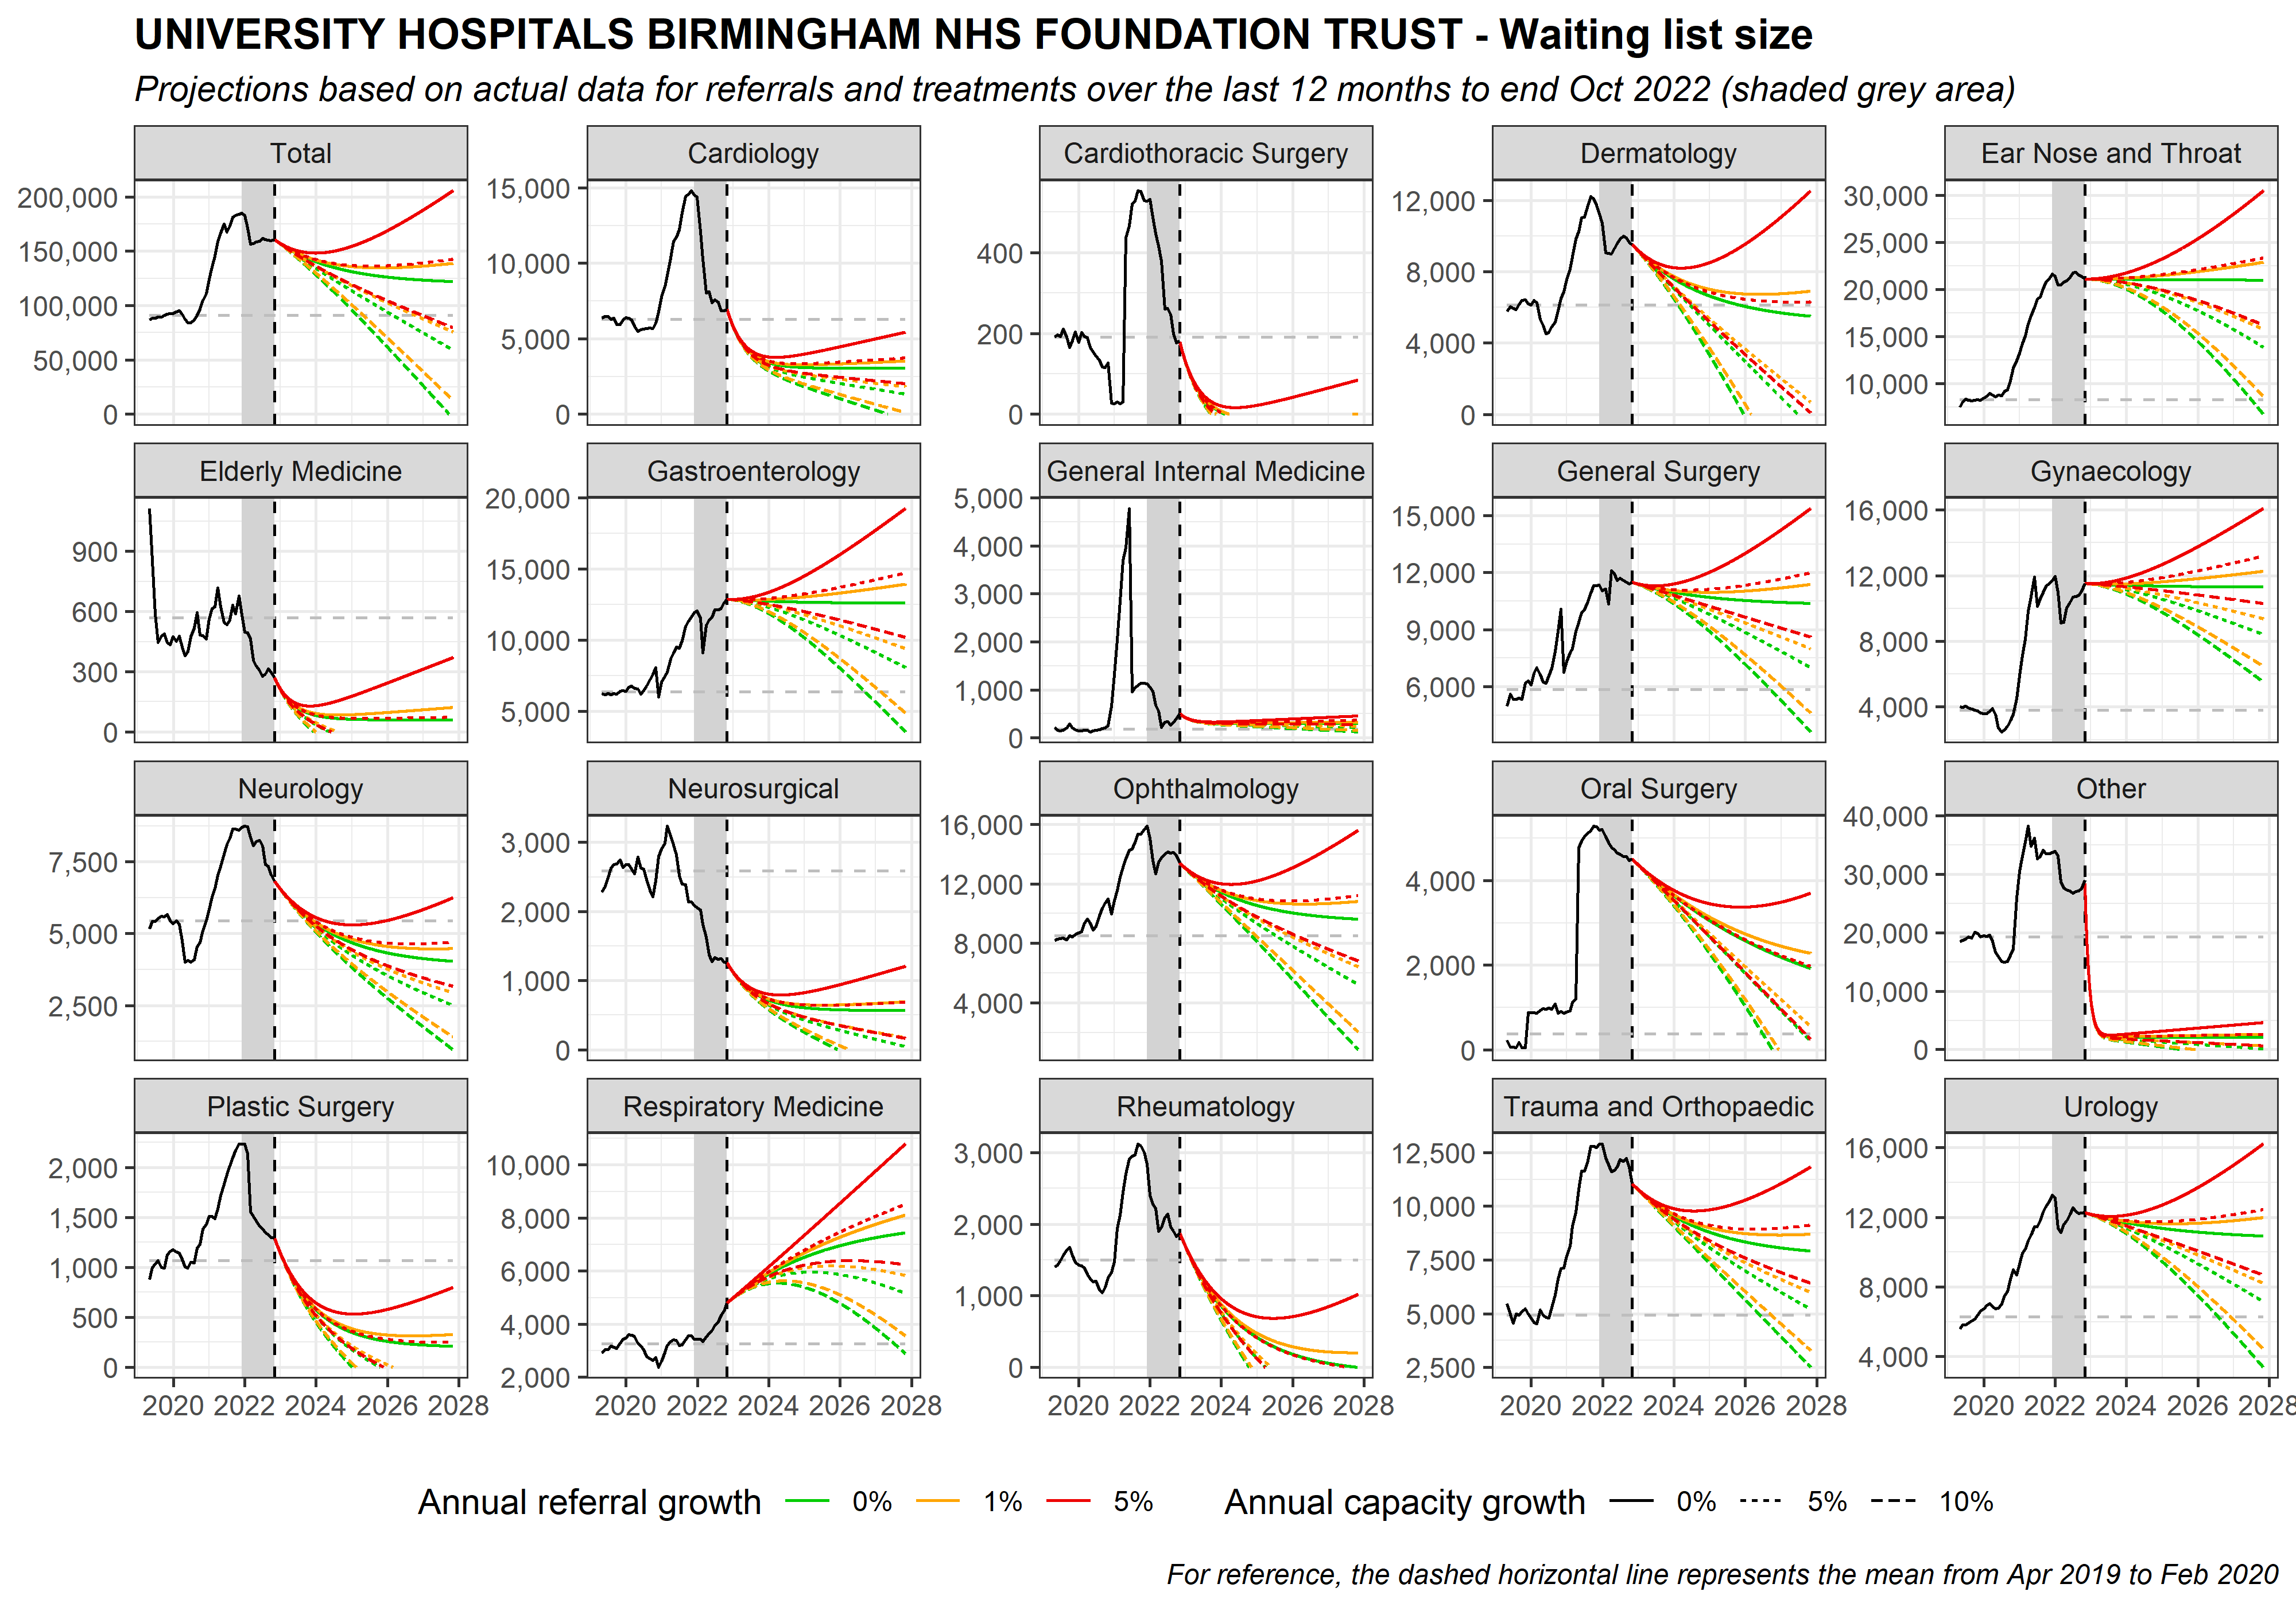 UNIVERSITY HOSPITALS BIRMINGHAM NHS FOUNDATION TRUST - Waiting list size
Projections based on actual data for referrals and treatments over the last 12 months to end Oct 2022 (shaded grey area)
Total
200,000
150,000
100,000
50,000
0
Cardiology
15,000
10,000
5,000
0
Cardiothoracic Surgery
400
200
0
Dermatology
12,000
8,000
4,000
0
Ear Nose and Throat
30,000
25,000
20,000
15,000
10,000
Elderly Medicine
900
600
300
0
Gastroenterology
20,000
15,000
10,000
5,000
General Internal Medicine
5,000
4,000
3,000
2,000
1,000
0
General Surgery
15,000
12,000
9,000
6,000
Gynaecology
16,000
12,000
8,000
4,000
Neurology
7,500
5,000
2,500
Neurosurgical
3,000
2,000
1,000
0
Ophthalmology
16,000
12,000
8,000
4,000
Oral Surgery
4,000
2,000
0
Other
40,000
30,000
20,000
10,000
0
Plastic Surgery
2,000
1,500
1,000
500
0
2020 2022 2024 2026 2028
Respiratory Medicine
10,000
8,000
6,000
4,000
2,000
2020 2022 2024 2026 2028
Rheumatology
3,000
2,000
1,000
0
2020 2022 2024 2026 2028
Trauma and Orthopaedic
12,500
10,000
7,500
5,000
2,500
2020 2022 2024 2026 2028
Urology
16,000
12,000
8,000
4,000
2020 2022 2024 2026 2028
Annual referral growth 0% 1% 5% Annual capacity growth 0% 5% 10%
For reference, the dashed horizontal line represents the mean from Apr 2019 to Feb 2020